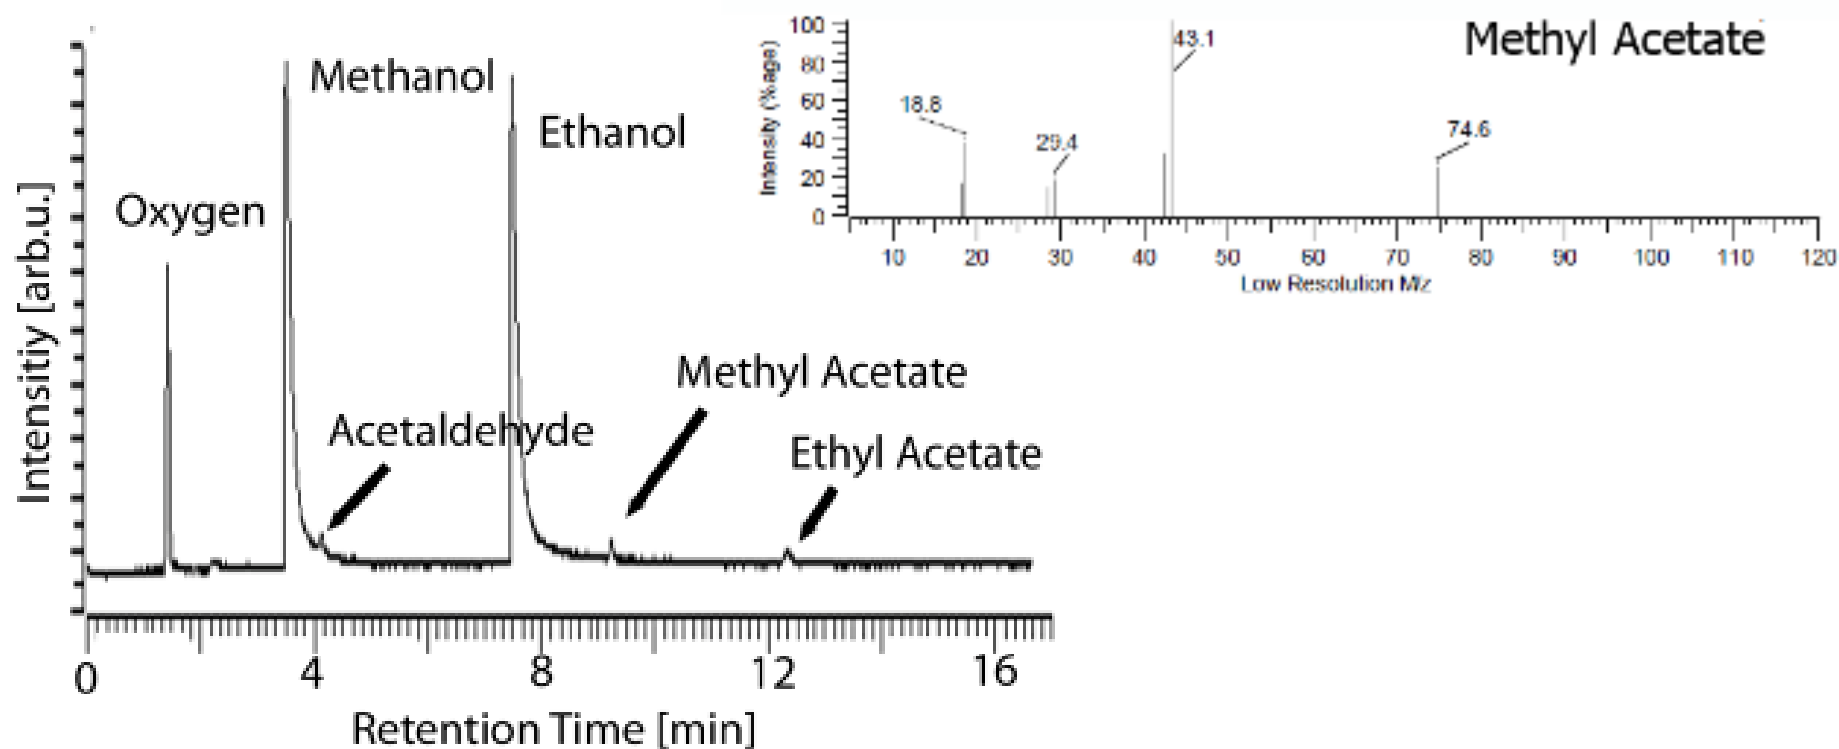 Methanol
Ethanol
Oxygen
Acetaldehyde
Methyl Acetate
Ethyl Acetate
Intensitiy [arb.u.]
0 4 8 12 16
Retention Time [min]
Methyl Acetate
Intensity (%age)
100
80
60
40
20
0
18.8
29.4
43.1
74.6
10 20 30 40 50 60 70 80 90 100 110 120
Low Resolution M/z